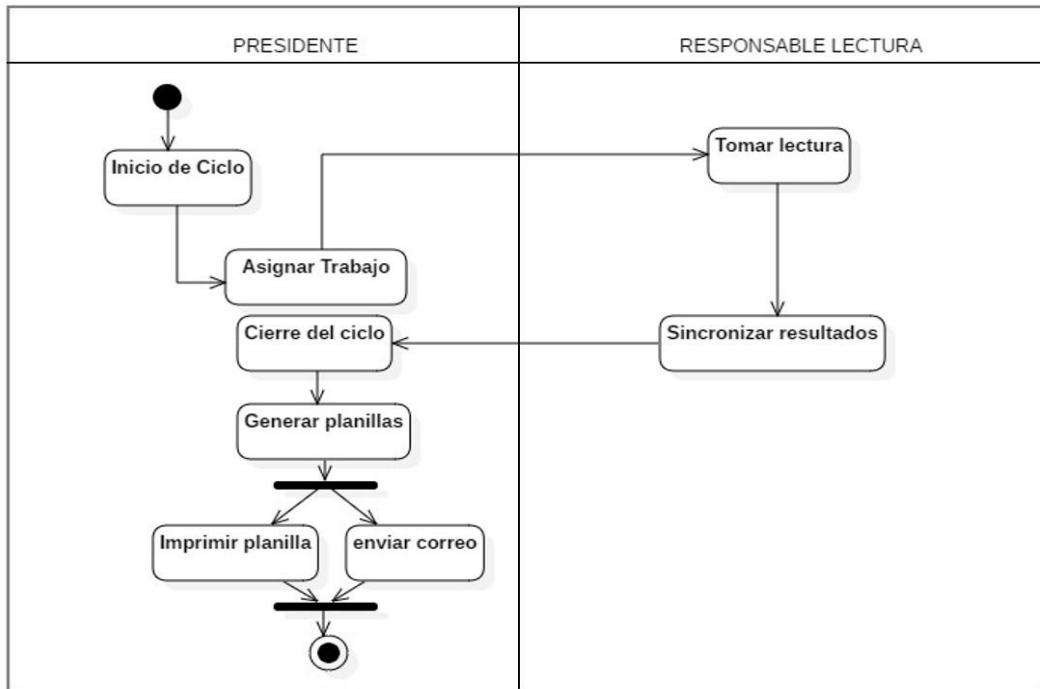 PRESIDENTE
RESPONSABLE LECTURA
Inicio de Ciclo
Tomar lectura
Asignar Trabajo
Cierre del ciclo
Sincronizar resultados
Generar planillas
Imprimir planilla
enviar correo